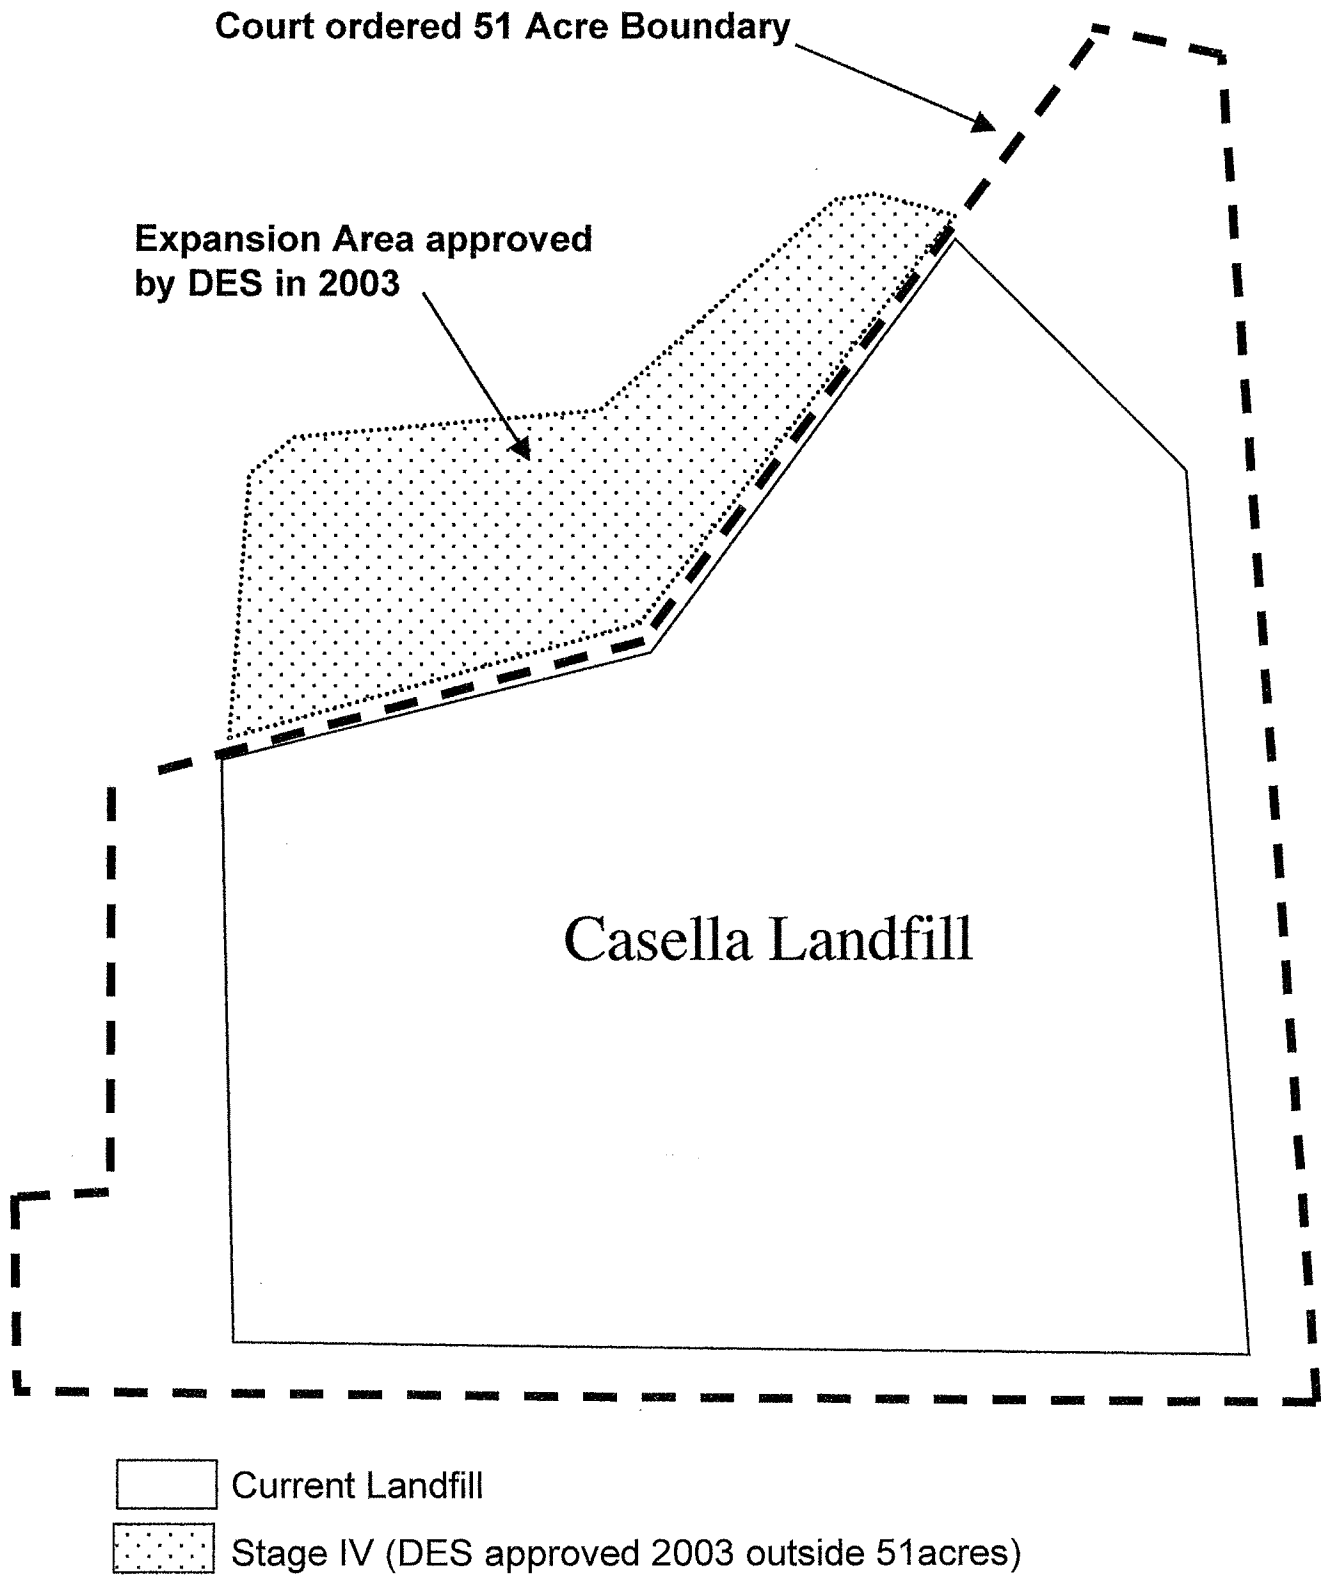 Court ordered 51 Acre Boundary
Expansion Area approved
by DES in 2003
Casella Landfill
Current Landfill
Stage IV (DES approved 2003 outside 51acres)